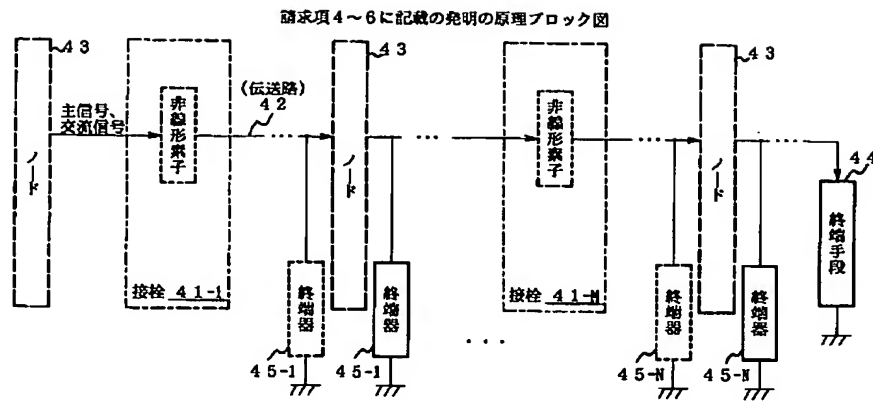 請求項4~6に記載の発明の原理ブロック図
43
43
43
(伝送路)
42
主信号、
交流信号
ノード
非線形素子
ノード
非線形素子
ノード
44
終端手段
接栓 41-1
終端器
終端器
接栓 41-M
終端器
終端器
45-1
45-1
45-N
45-N